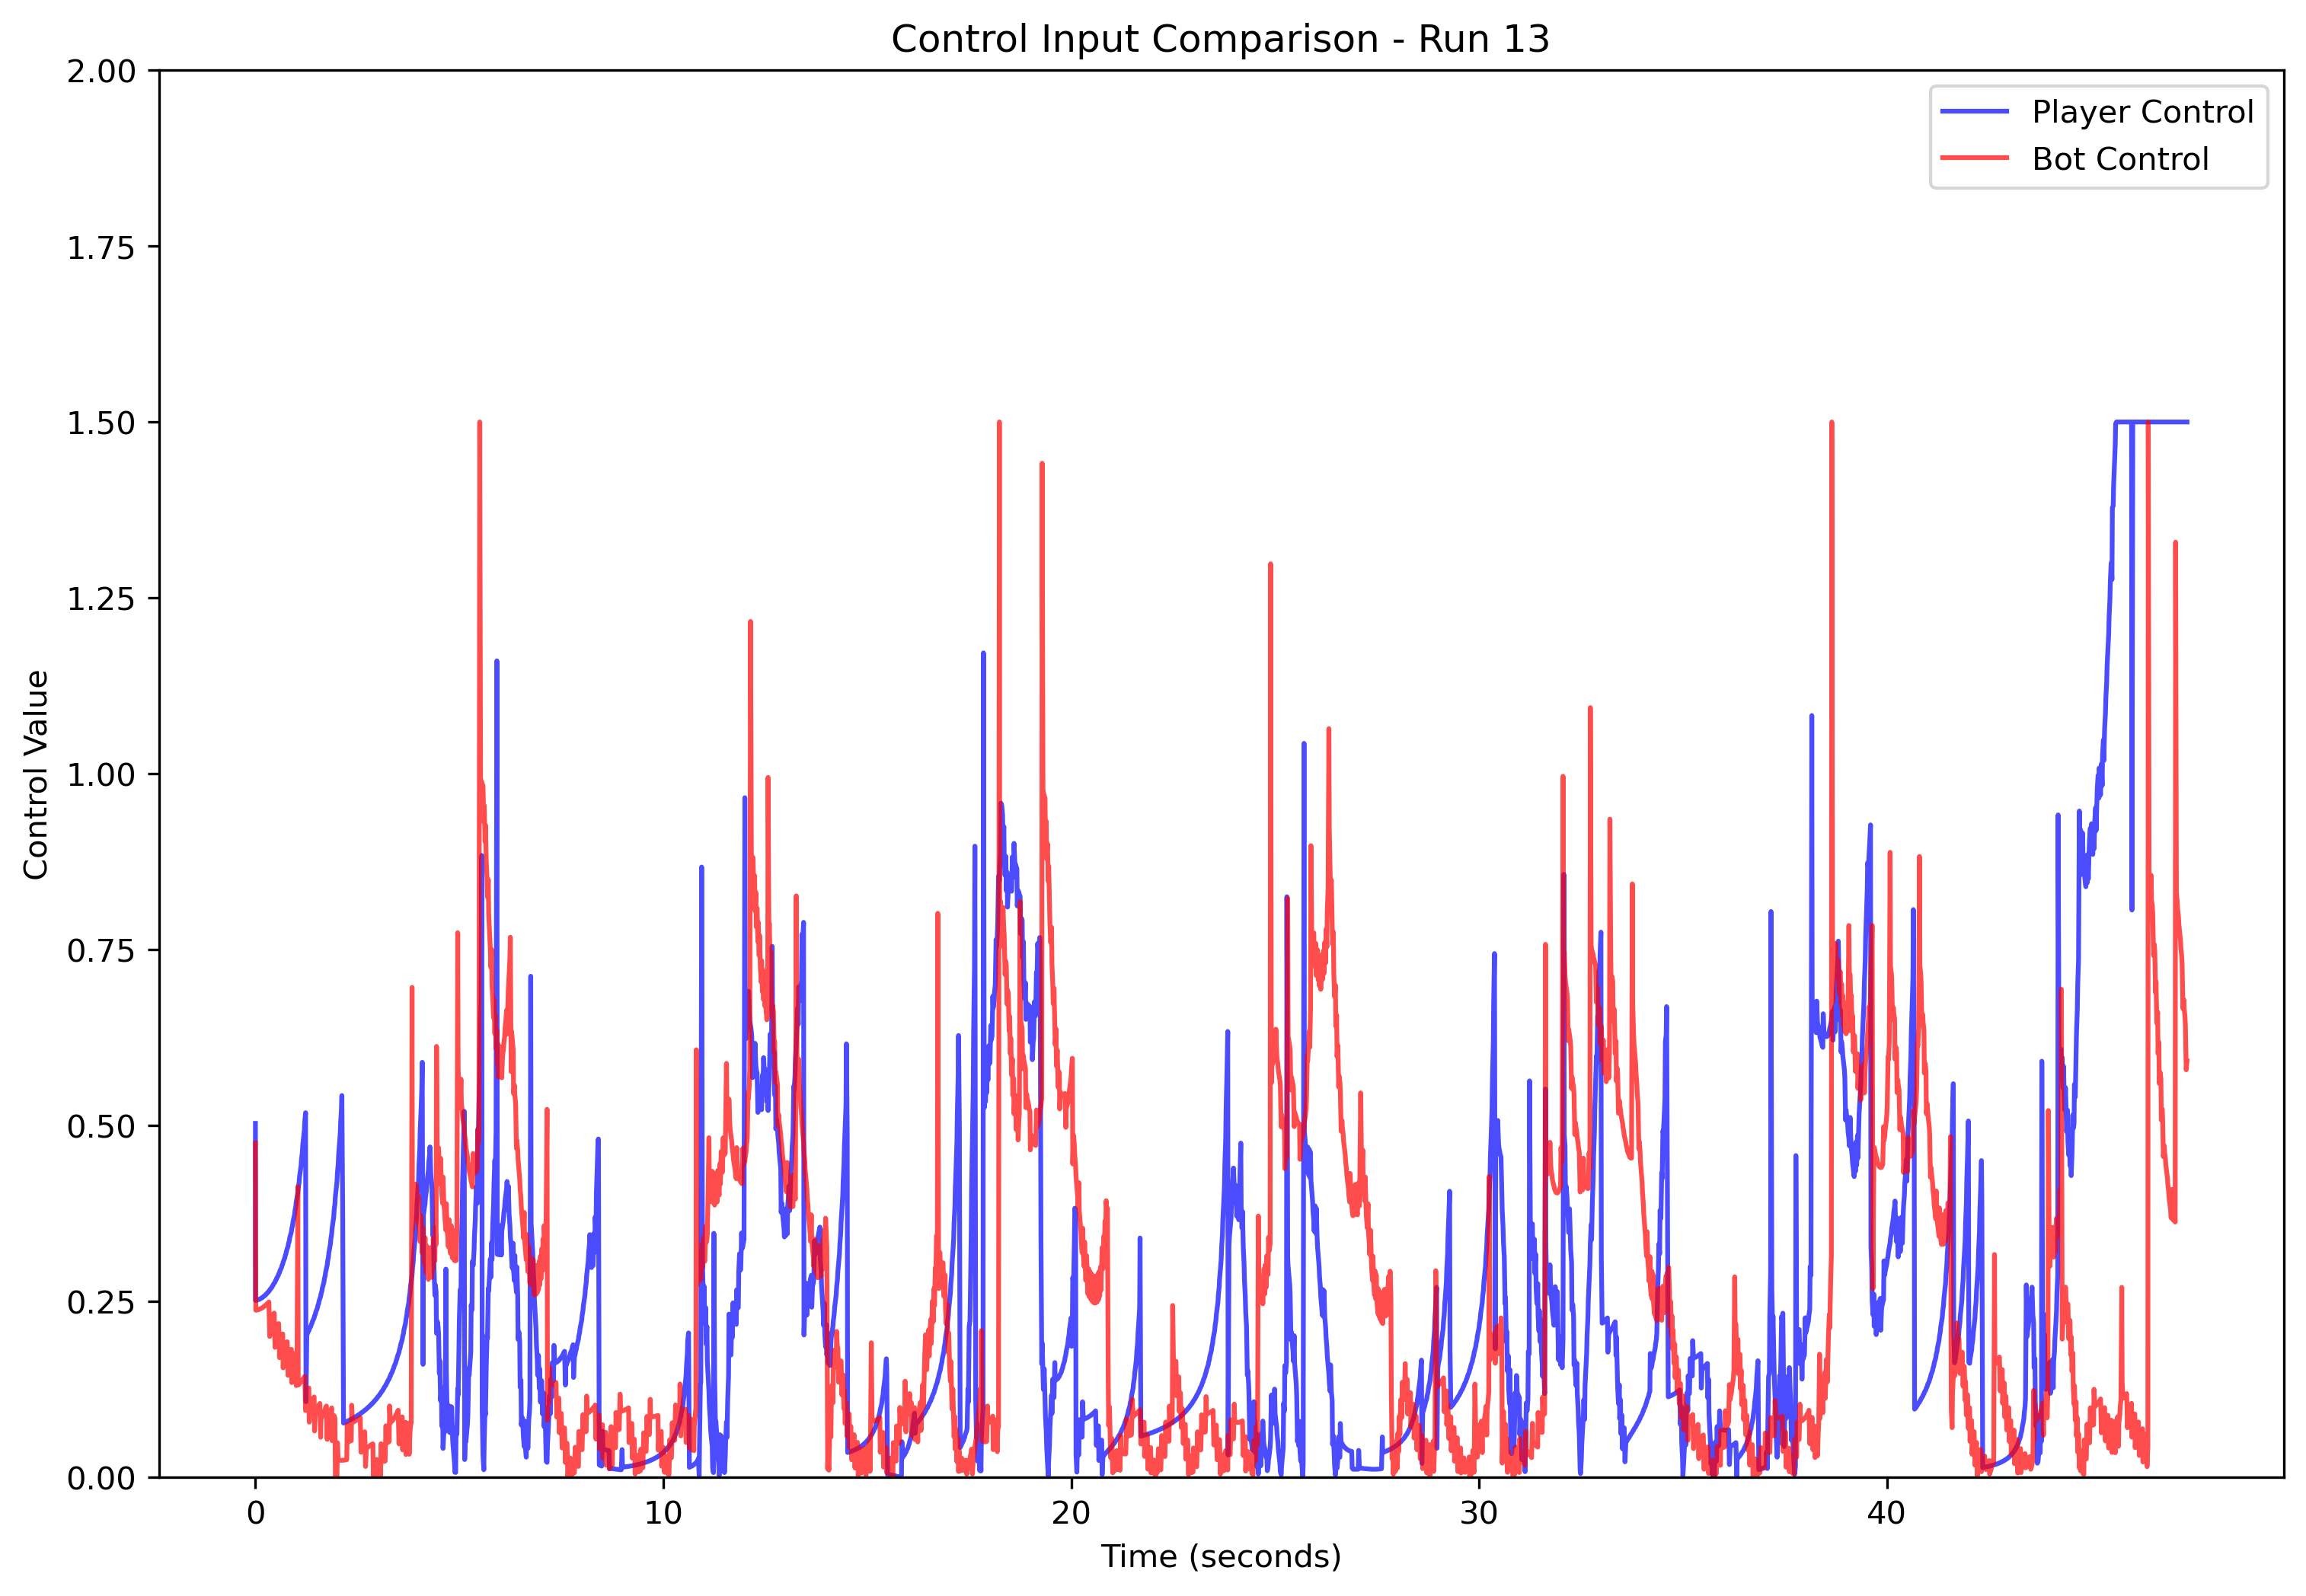 Control Input Comparison - Run 13
Player Control
Bot Control
2.00
1.75
1.50
1.25
1.00
0.75
0.50
0.25
0.00
Control Value
0 10 20 30 40
Time (seconds)